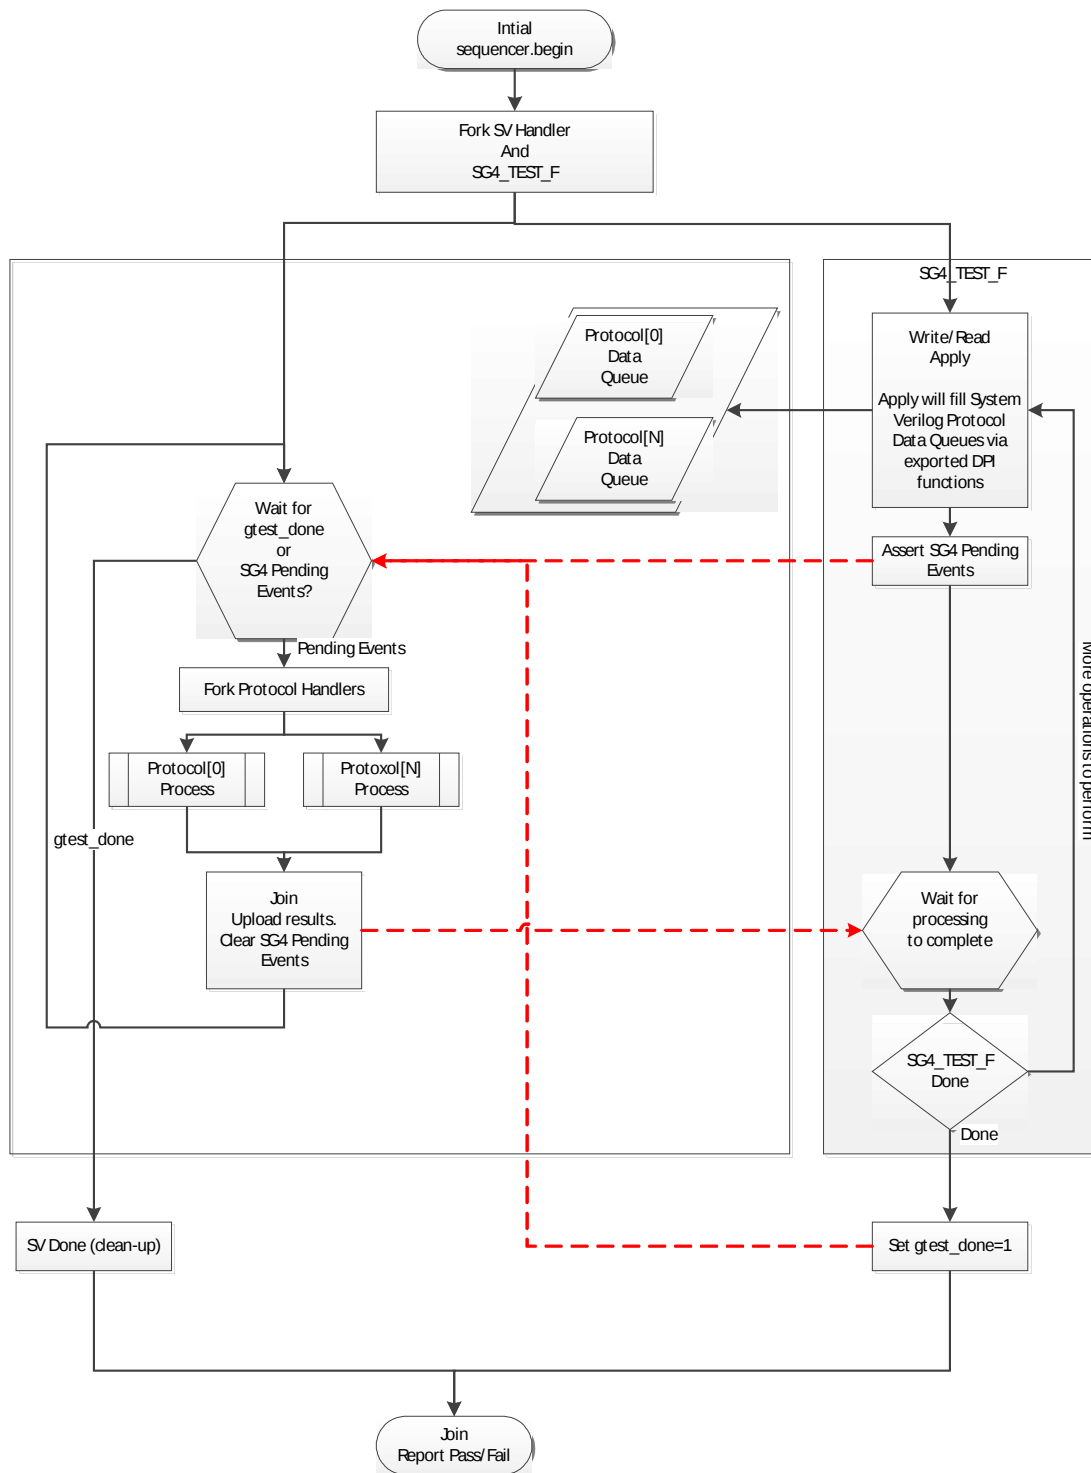 Intial
sequencer.begin
Fork SV Handler
And
SG4_TEST_F
SG4_TEST_F
Protocol[0]
Data
Queue
Protocol[N]
Data
Queue
Write/Read
Apply
Apply will fill System
Verilog Protocol
Data Queues via
exported DPI
functions
Wait for
gtest_done
or
SG4 Pending
Events?
Assert SG4 Pending
Events
Pending Events
Fork Protocol Handlers
Protocol[0]
Process
Protoxol[N]
Process
gtest_done
More operations to perform
Join
Upload results.
Clear SG4 Pending
Events
Wait for
processing
to complete
SG4_TEST_F
Done
Done
SV Done (clean-up)
Set gtest_done=1
Join
Report Pass/Fail